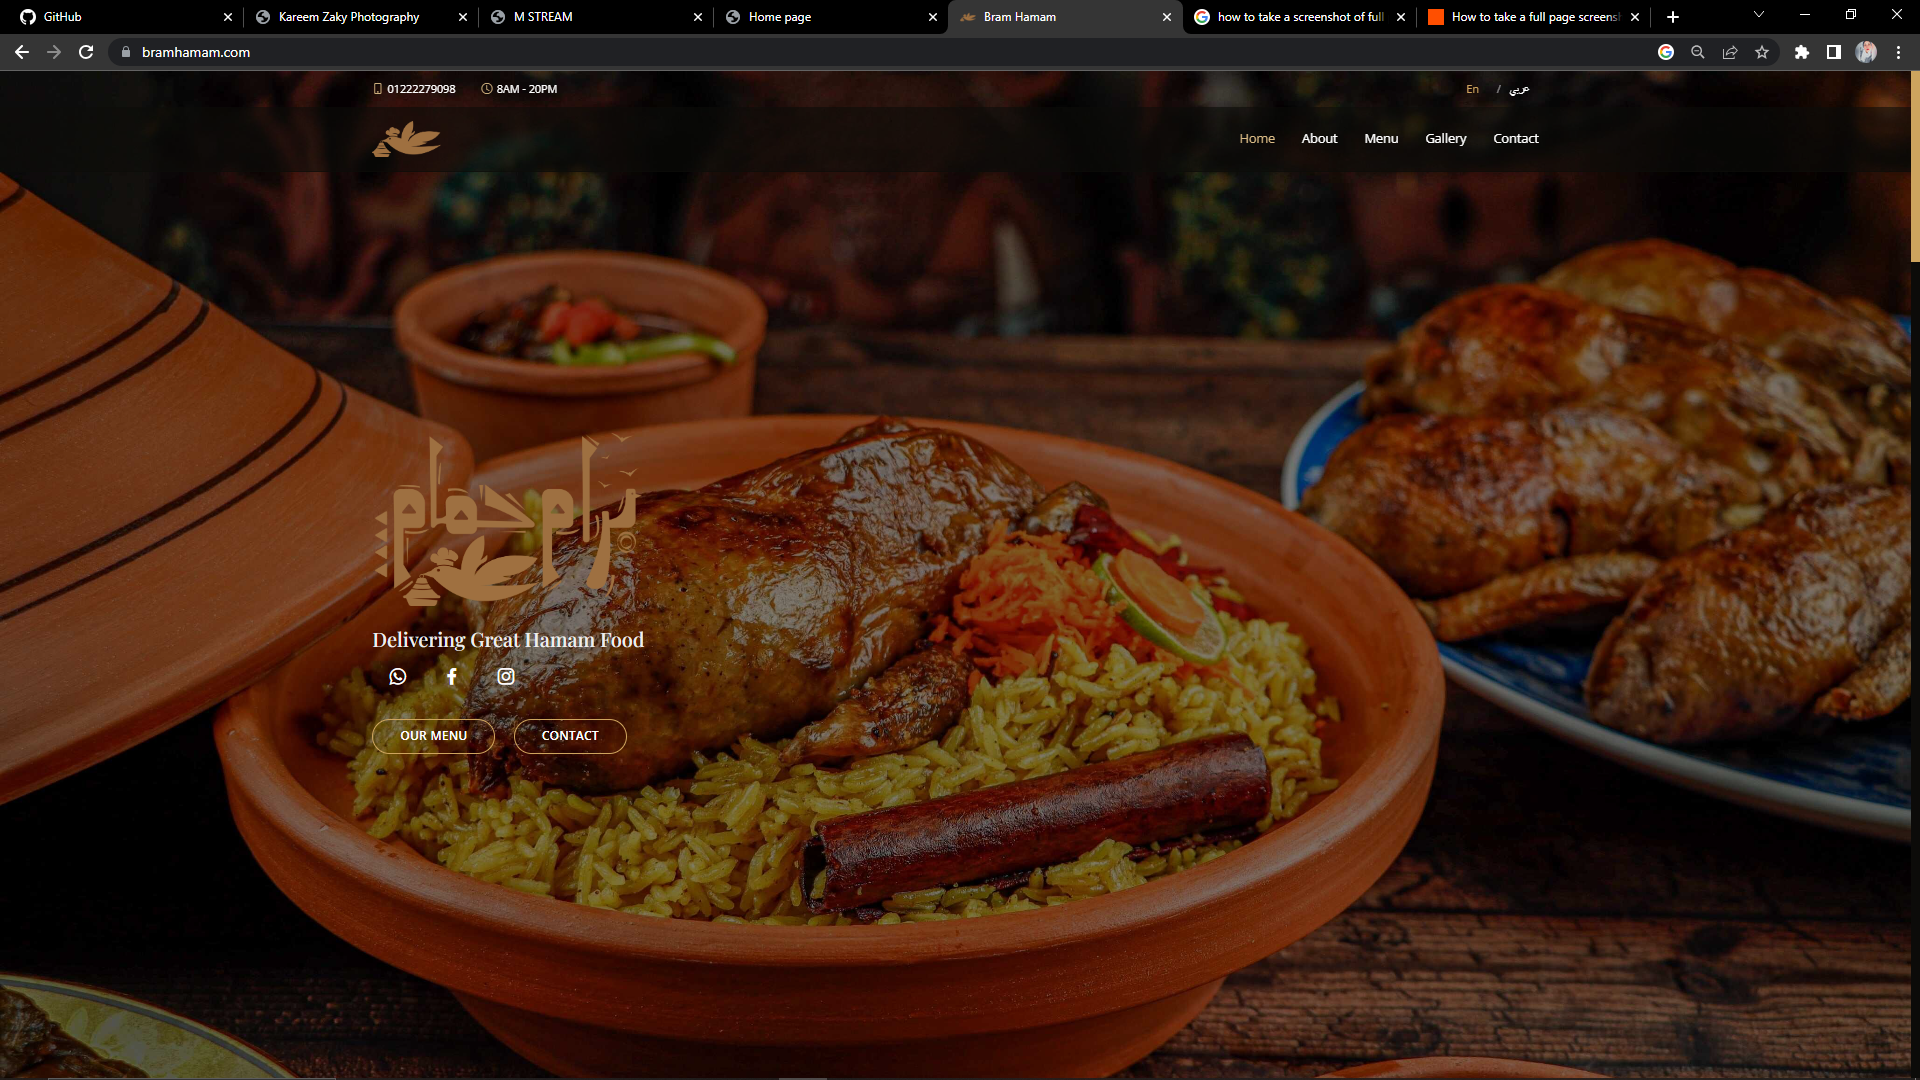 GitHub
Kareem Zaky Photography
M STREAM
Home page
Bram Hamam
how to take a screenshot of full
How to take a full page screens
bramhamam.com
01222279098
8AM - 20PM
En / عربي
Home
About
Menu
Gallery
Contact
برام حمام
Delivering Great Hamam Food
OUR MENU
CONTACT